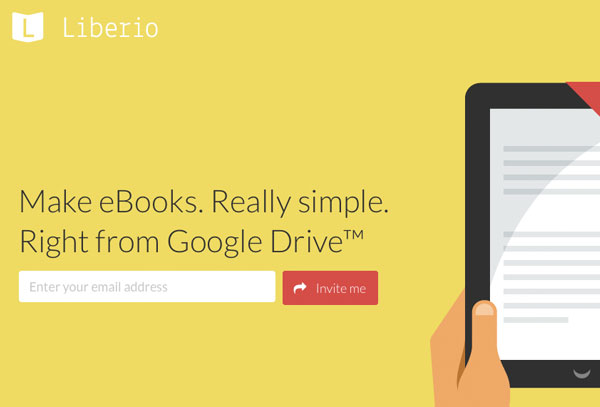 L Liberio
Make eBooks. Really simple.
Right from Google Drive™
Enter your email address
Invite me